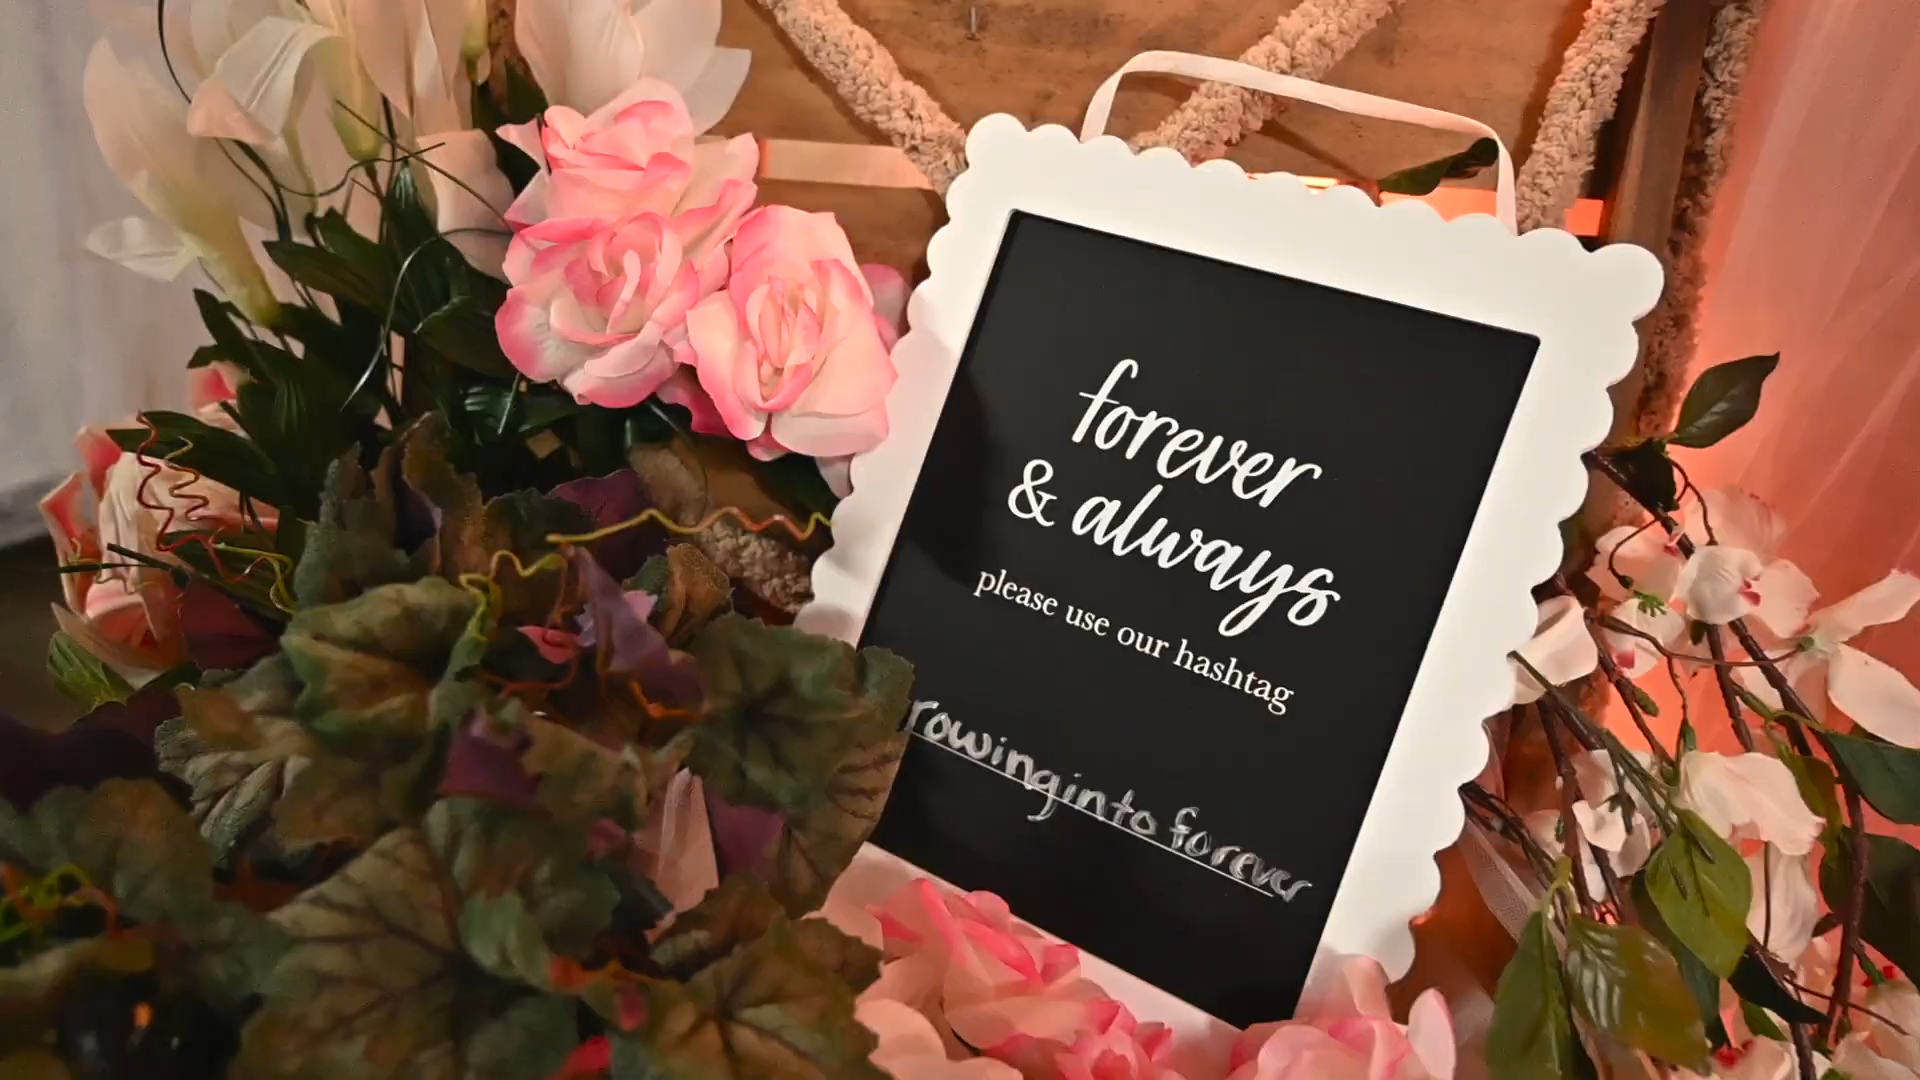 forever
& always
please use our hashtag
rowinginto forever